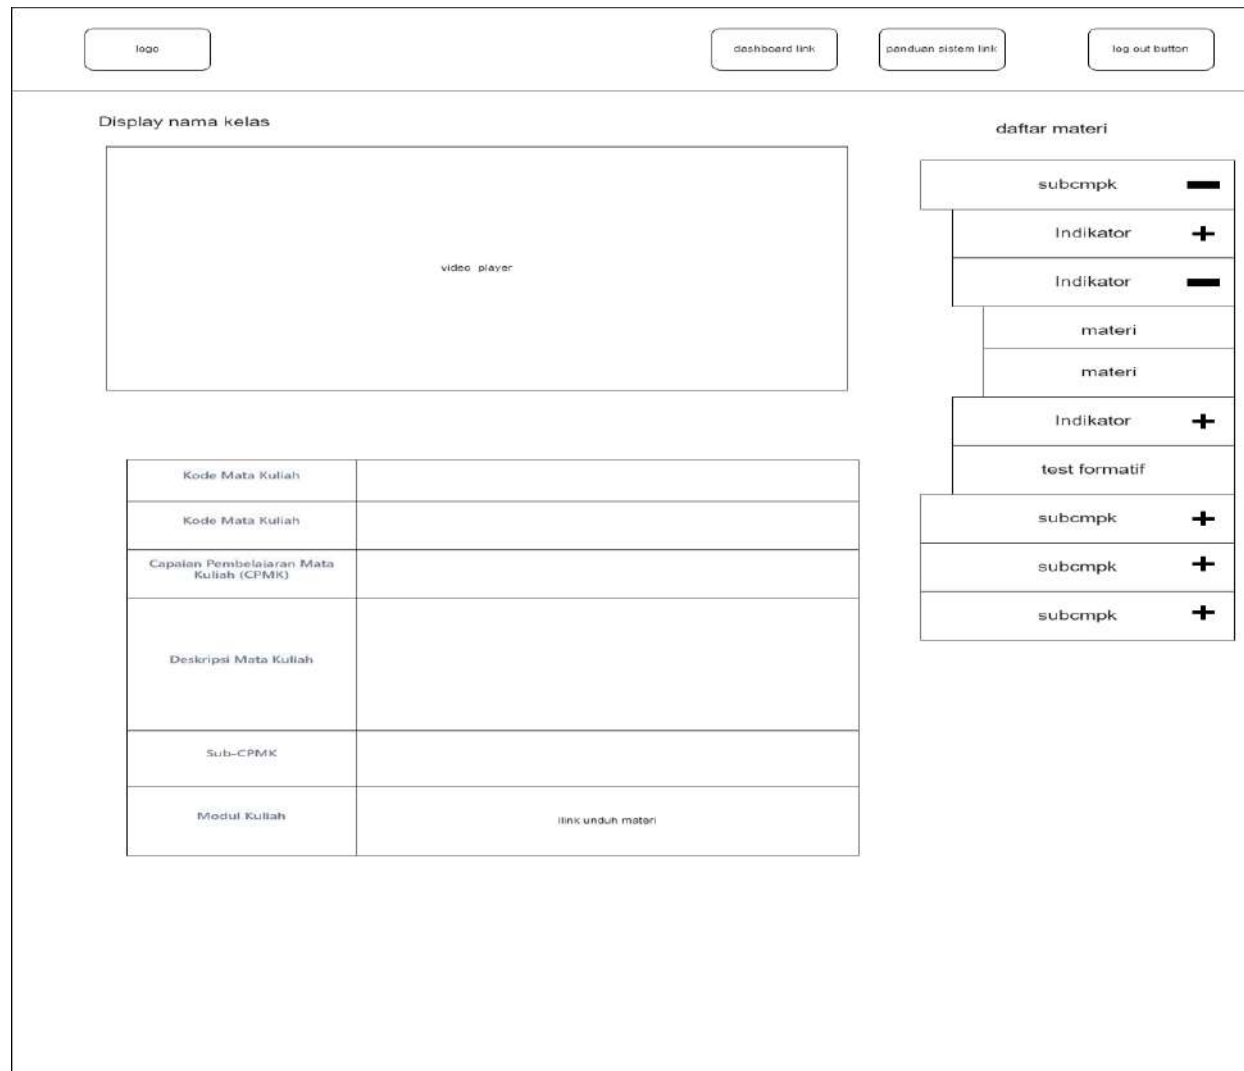 logo
dashboard link
panduan sistem link
log out button
Display nama kelas
video player
Kode Mata Kuliah
Kode Mata Kuliah
Capaian Pembelajaran Mata
Kuliah (CPMK)
Deskripsi Mata Kuliah
Sub-CPMK
Modul Kuliah
llink unduh materi
daftar materi
subcmpk
Indikator
Indikator
materi
materi
Indikator
test formatif
subcmpk
subcmpk
subcmpk